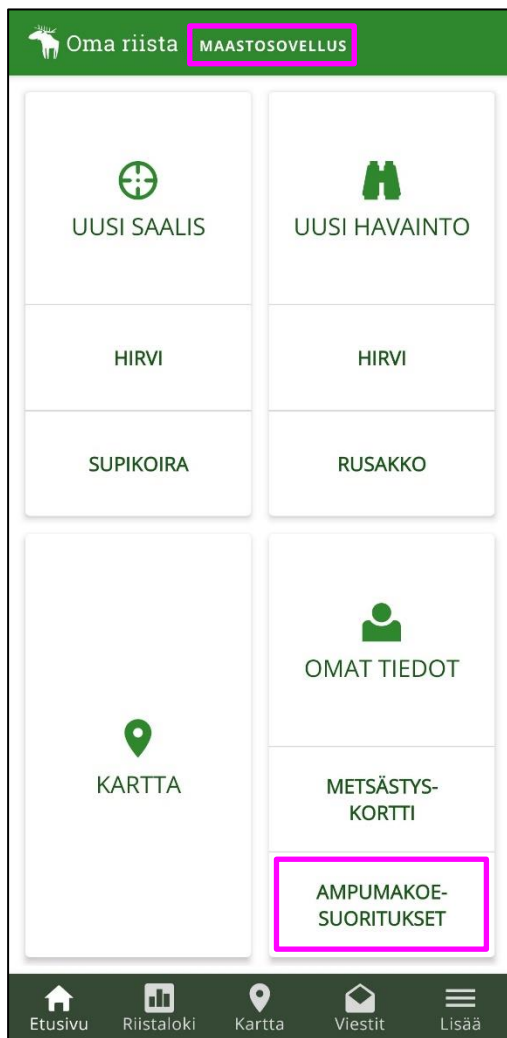 Oma riista MAASTOSOVELLUS
UUSI SAALIS
HIRVI
SUPIKOIRA
UUSI HAVAINTO
HIRVI
RUSAKKO
KARTTA
OMAT TIEDOT
METSÄSTYS-
KORTTI
AMPUMAKOE-
SUORITUKSET
Etusivu Riistaloki Kartta Viestit Lisää